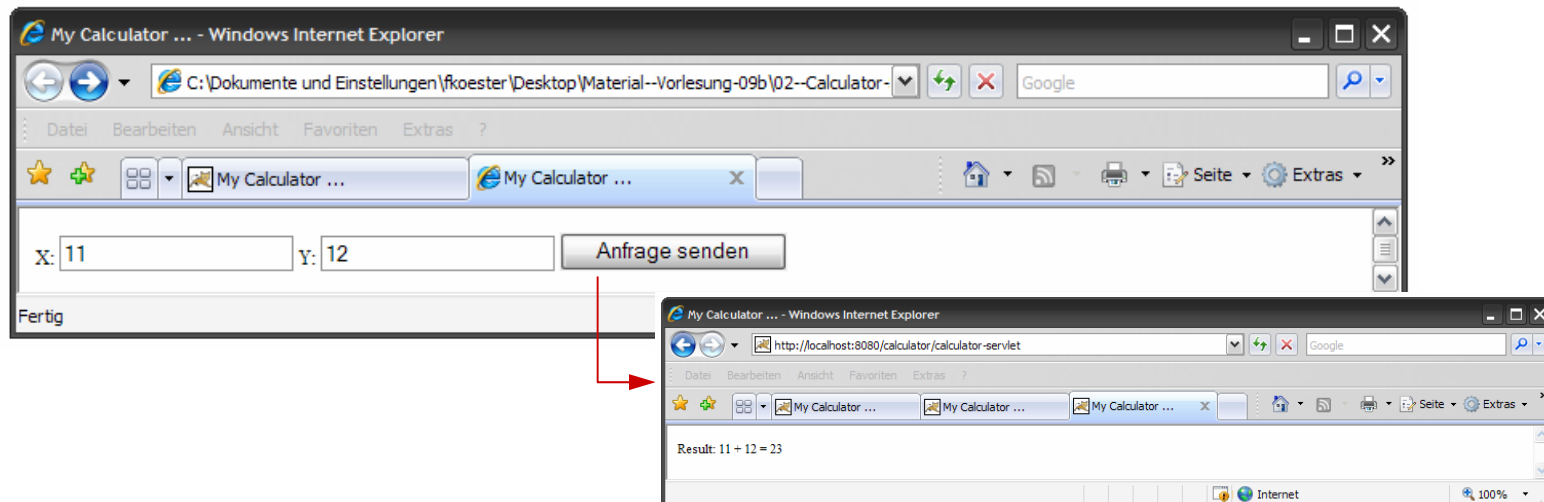 My Calculator ... - Windows Internet Explorer
C:\Dokumente und Einstellungen\fkoester\Desktop\Material--Vorlesung-09b\02--Calculator- Google
Datei Bearbeiten Ansicht Favoriten Extras ?
My Calculator ... My Calculator ... x Seite Extras »
X: 11 Y: 12 Anfrage senden
Fertig
My Calculator ... - Windows Internet Explorer
http://localhost:8080/calculator/calculator-servlet Google
Datei Bearbeiten Ansicht Favoriten Extras ?
My Calculator ... My Calculator ... My Calculator ... x Seite Extras »
Result: 11 + 12 = 23
Internet 100%